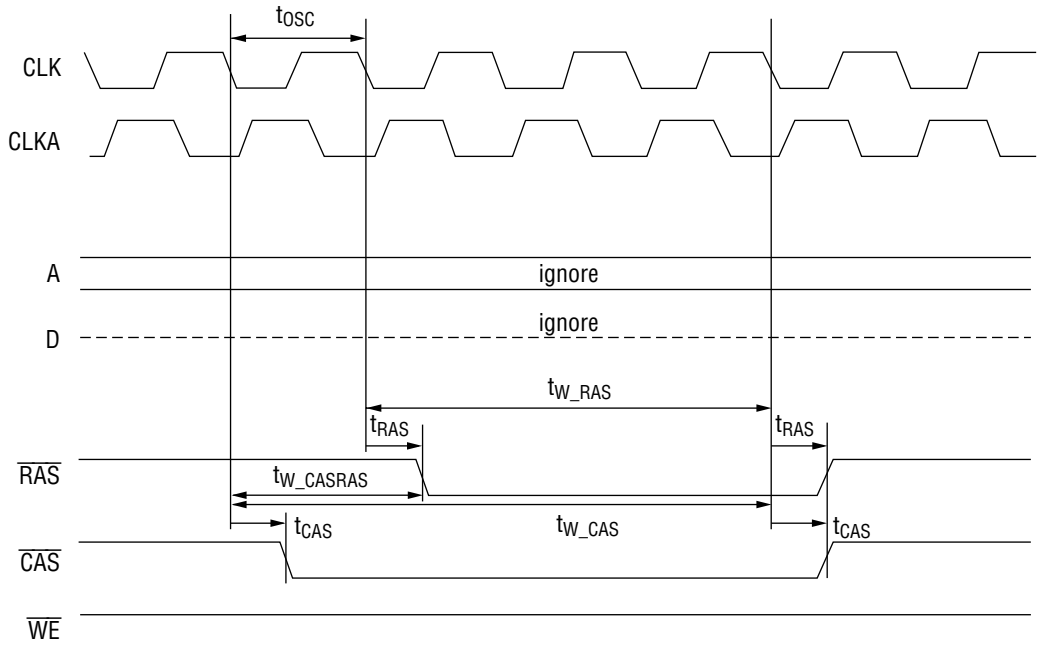 tOSC
CLK
CLKA
A
ignore
D
ignore
tW_RAS
tRAS
tRAS
RAS
tW_CASRAS
tW_CAS
tCAS
tCAS
CAS
WE